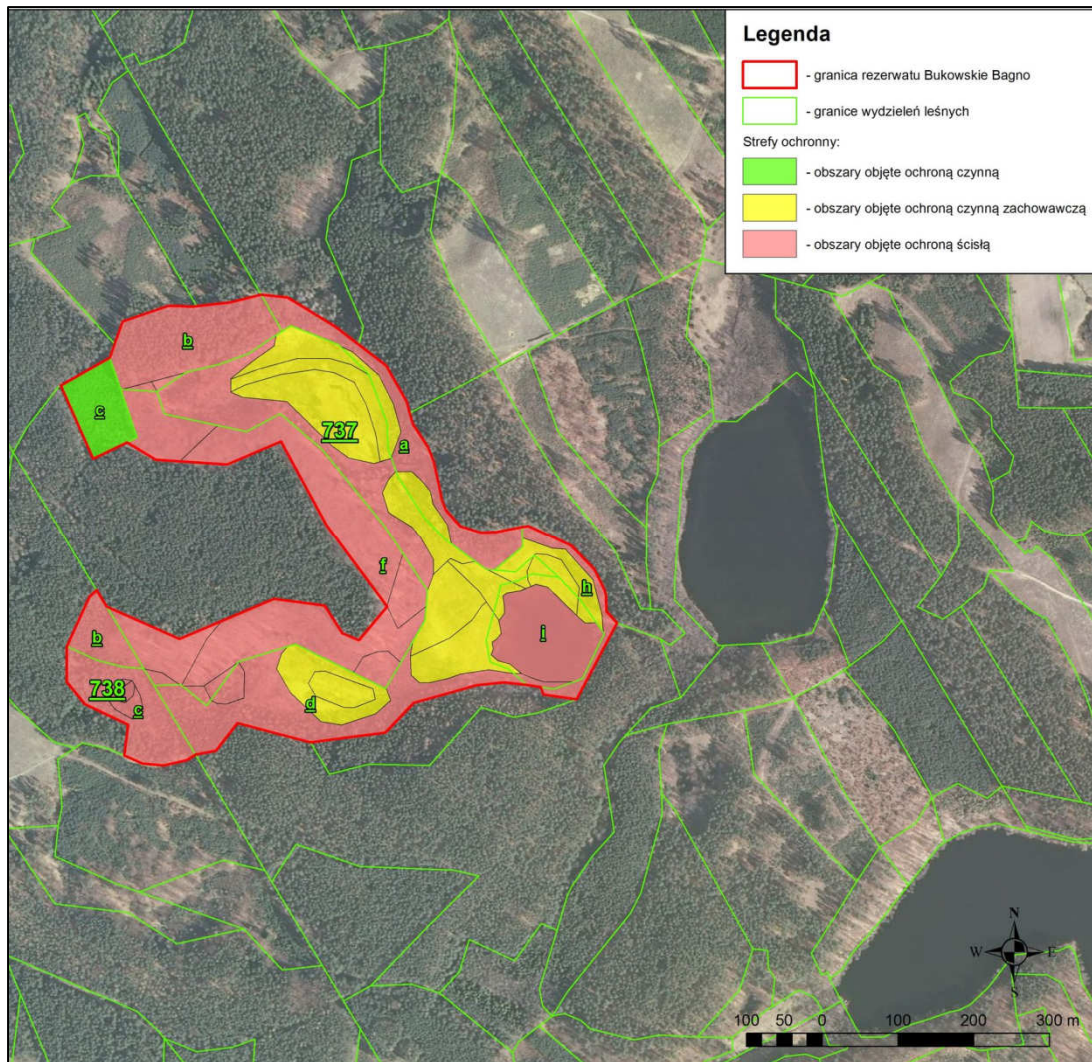 Legenda
- granica rezerwatu Bukowskie Bagno
- granice wydzieleń leśnych
Strefy ochronny:
- obszary objęte ochroną czynną
- obszary objęte ochroną czynną zachowawczą
- obszary objęte ochroną ścisłą
b
c
737
a
f
h
b
i
738
d
c
N
W E
S
100 50 0 100 200 300 m